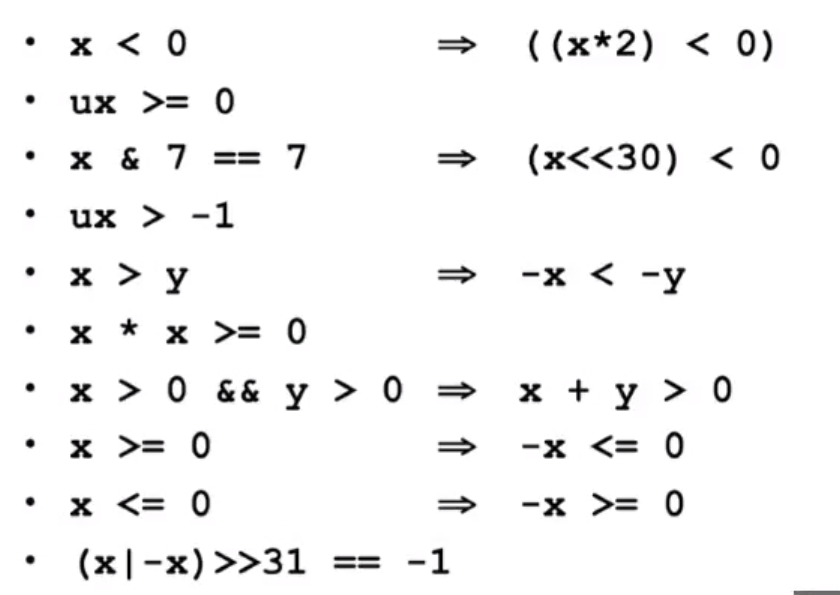 • x < 0 ⇒ ((x*2) < 0)
• ux >= 0
• x & 7 == 7 ⇒ (x<<30) < 0
• ux > -1
• x > y ⇒ -x < -y
• x * x >= 0
• x > 0 && y > 0 ⇒ x + y > 0
• x >= 0 ⇒ -x <= 0
• x <= 0 ⇒ -x >= 0
• (x|-x)>>31 == -1